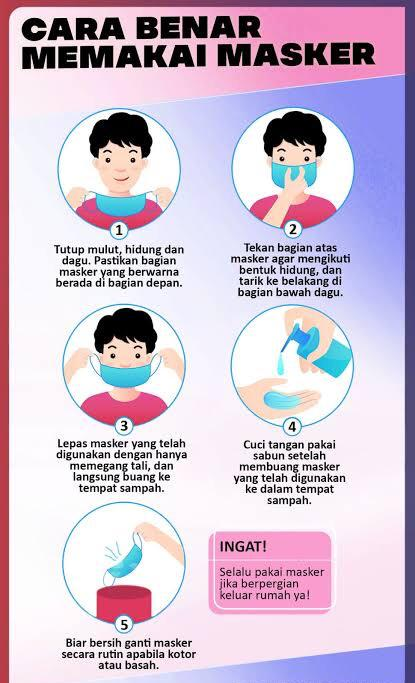 CARA BENAR
MEMAKAI MASKER
1
Tutup mulut, hidung dan
dagu. Pastikan bagian
masker yang berwarna
berada di bagian depan.
2
Tekan bagian atas
masker agar mengikuti
bentuk hidung, dan
tarik ke belakang di
bagian bawah dagu.
3
Lepas masker yang telah
digunakan dengan hanya
memegang tali, dan
langsung buang ke
tempat sampah.
4
Cuci tangan pakai
sabun setelah
membuang masker
yang telah digunakan
ke dalam tempat
sampah.
5
Biar bersih ganti masker
secara rutin apabila kotor
atau basah.
INGAT!
Selalu pakai masker
jika berpergian
keluar rumah ya!